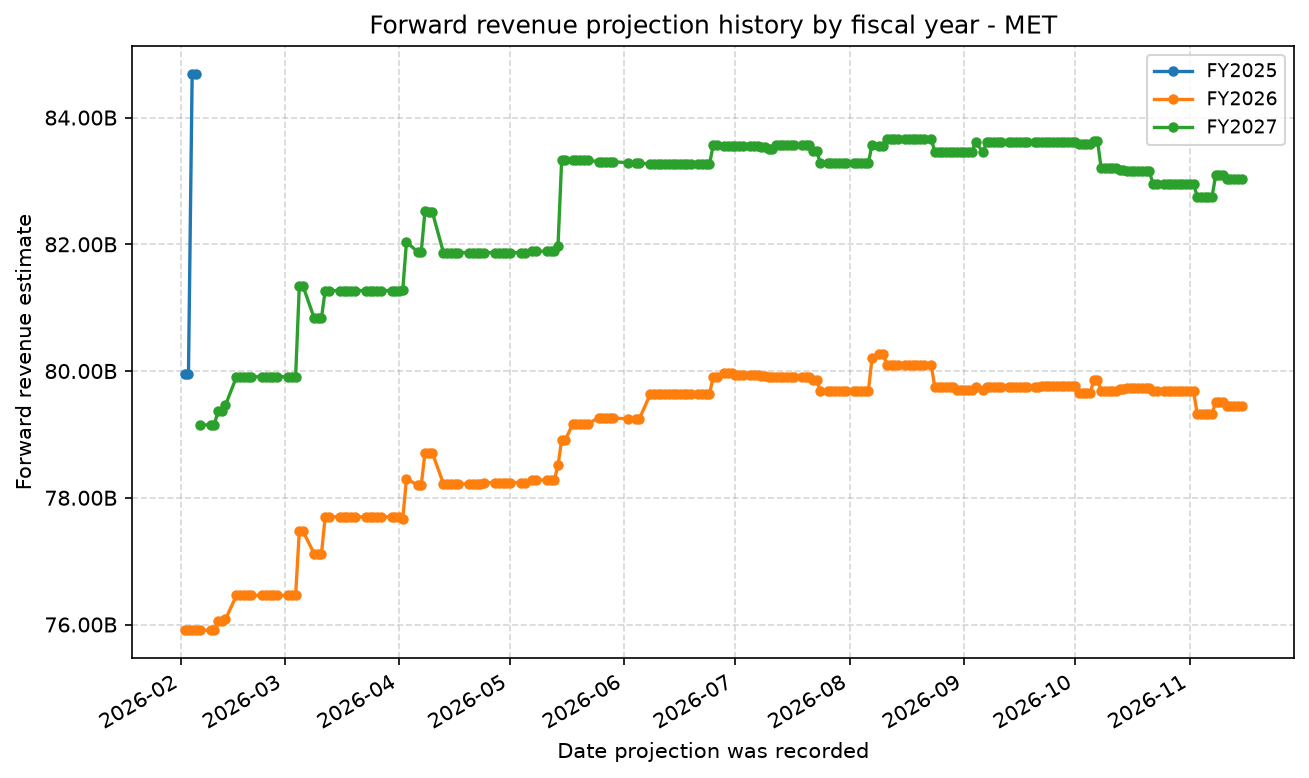 Forward revenue projection history by fiscal year - MET
FY2025
FY2026
FY2027
Forward revenue estimate
84.00B
82.00B
80.00B
78.00B
76.00B
2026-02
2026-03
2026-04
2026-05
2026-06
2026-07
2026-08
2026-09
2026-10
2026-11
Date projection was recorded